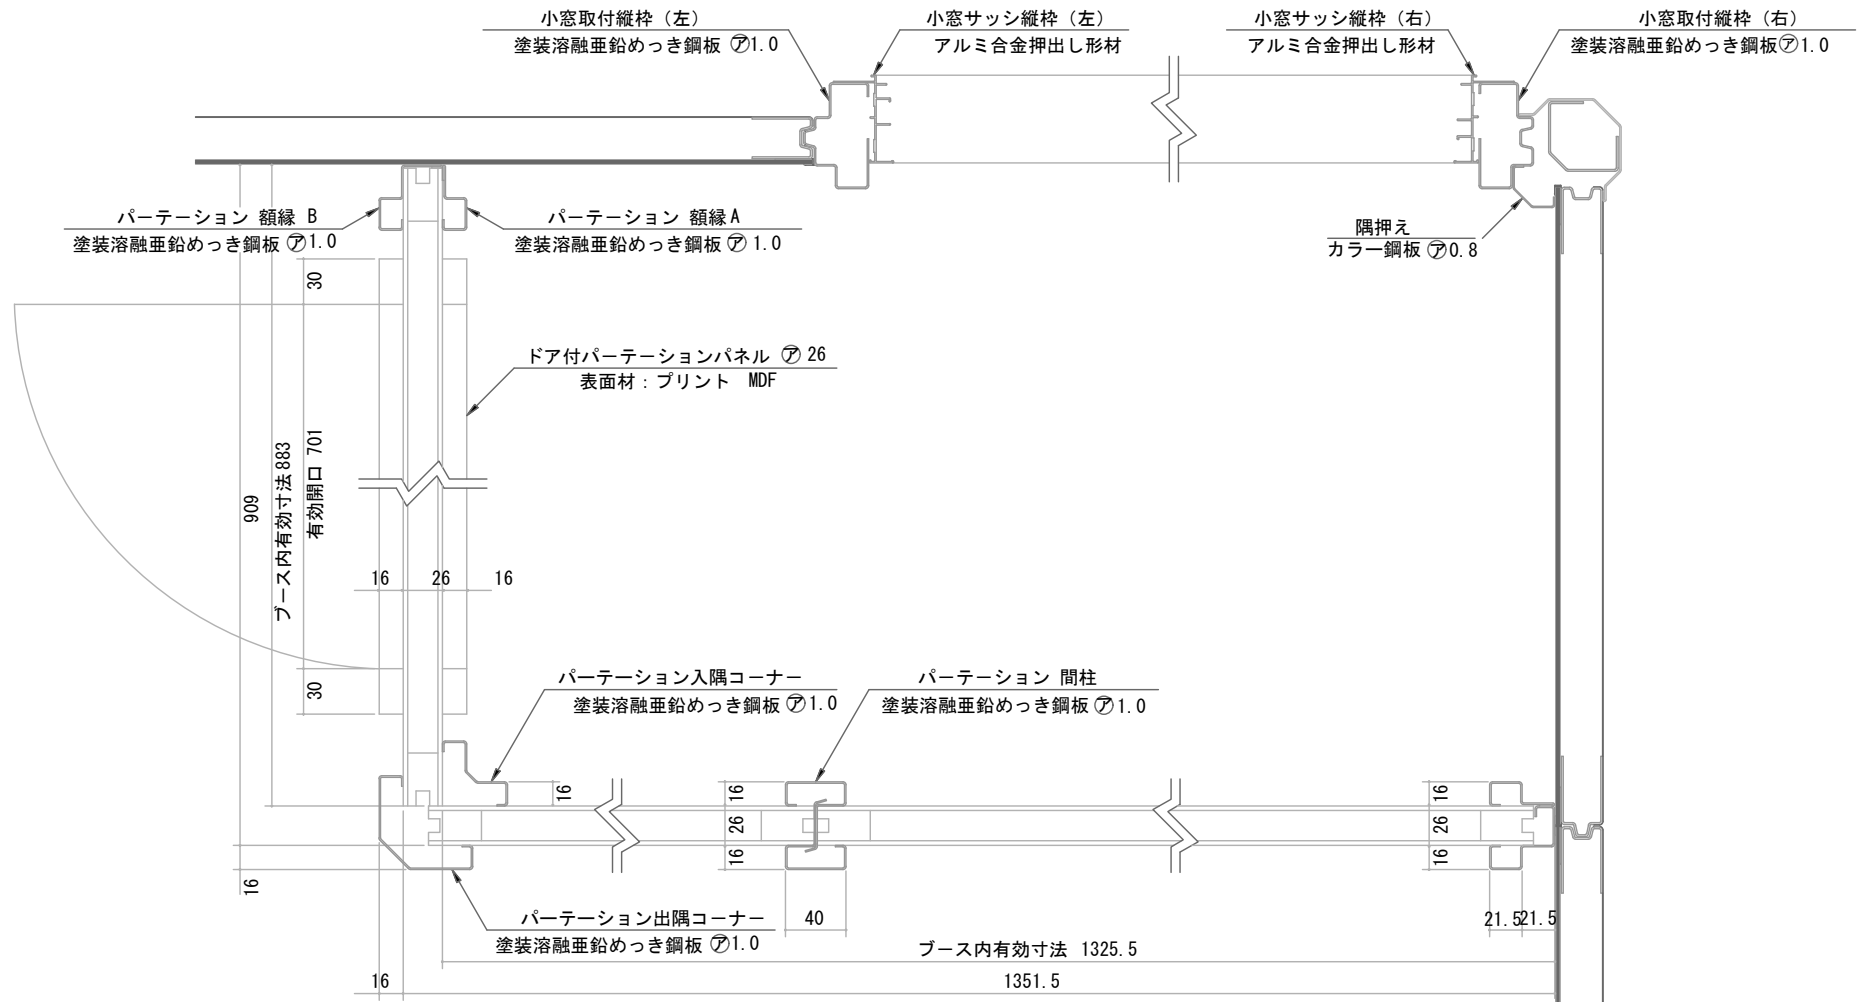 小窓取付縦枠（左）
塗装溶融亜鉛めっき鋼板 ㋐1.0
小窓サッシ縦枠（左）
アルミ合金押出し形材
小窓サッシ縦枠（右）
アルミ合金押出し形材
小窓取付縦枠（右）
塗装溶融亜鉛めっき鋼板㋐1.0
パーテーション 額縁 B
塗装溶融亜鉛めっき鋼板 ㋐1.0
パーテーション 額縁A
塗装溶融亜鉛めっき鋼板 ㋐ 1.0
隅押え
カラー鋼板 ㋐0.8
30
ドア付パーテーションパネル ㋐ 26
表面材：プリント　MDF
909
ブース内有効寸法883
有効開口 701
16
26
16
30
パーテーション入隅コーナー
塗装溶融亜鉛めっき鋼板 ㋐1.0
パーテーション 間柱
塗装溶融亜鉛めっき鋼板 ㋐1.0
16
16
26
16
16
26
16
16
パーテーション出隅コーナー
塗装溶融亜鉛めっき鋼板 ㋐1.0
40
21.5
21.5
ブース内有効寸法 1325.5
16
1351.5